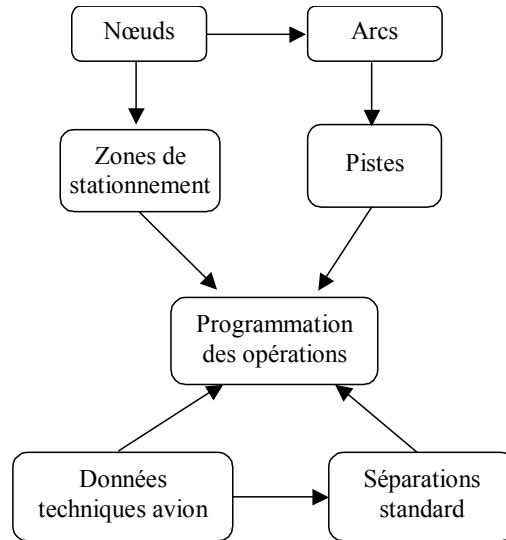 Nœuds
Arcs
Zones de
stationnement
Pistes
Programmation
des opérations
Données
techniques avion
Séparations
standard